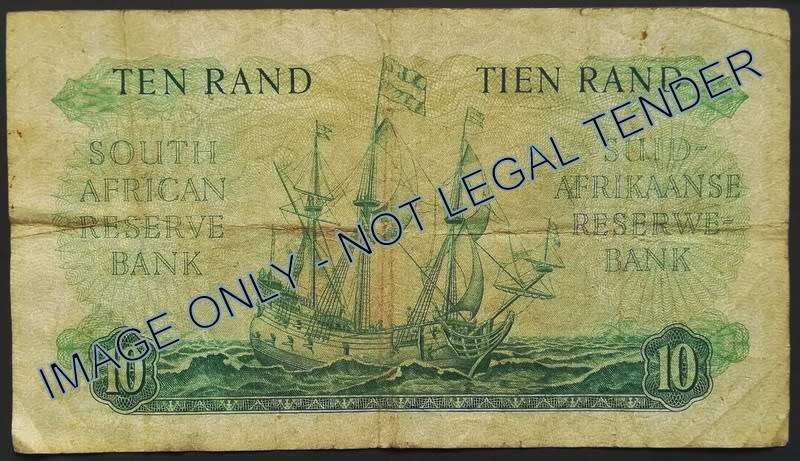 TEN RAND
TIEN RAND
SOUTH
AFRICAN
RESERVE
BANK
SUID-
AFRIKAANSE
RESERWE-
BANK
IMAGE ONLY - NOT LEGAL TENDER
10
10